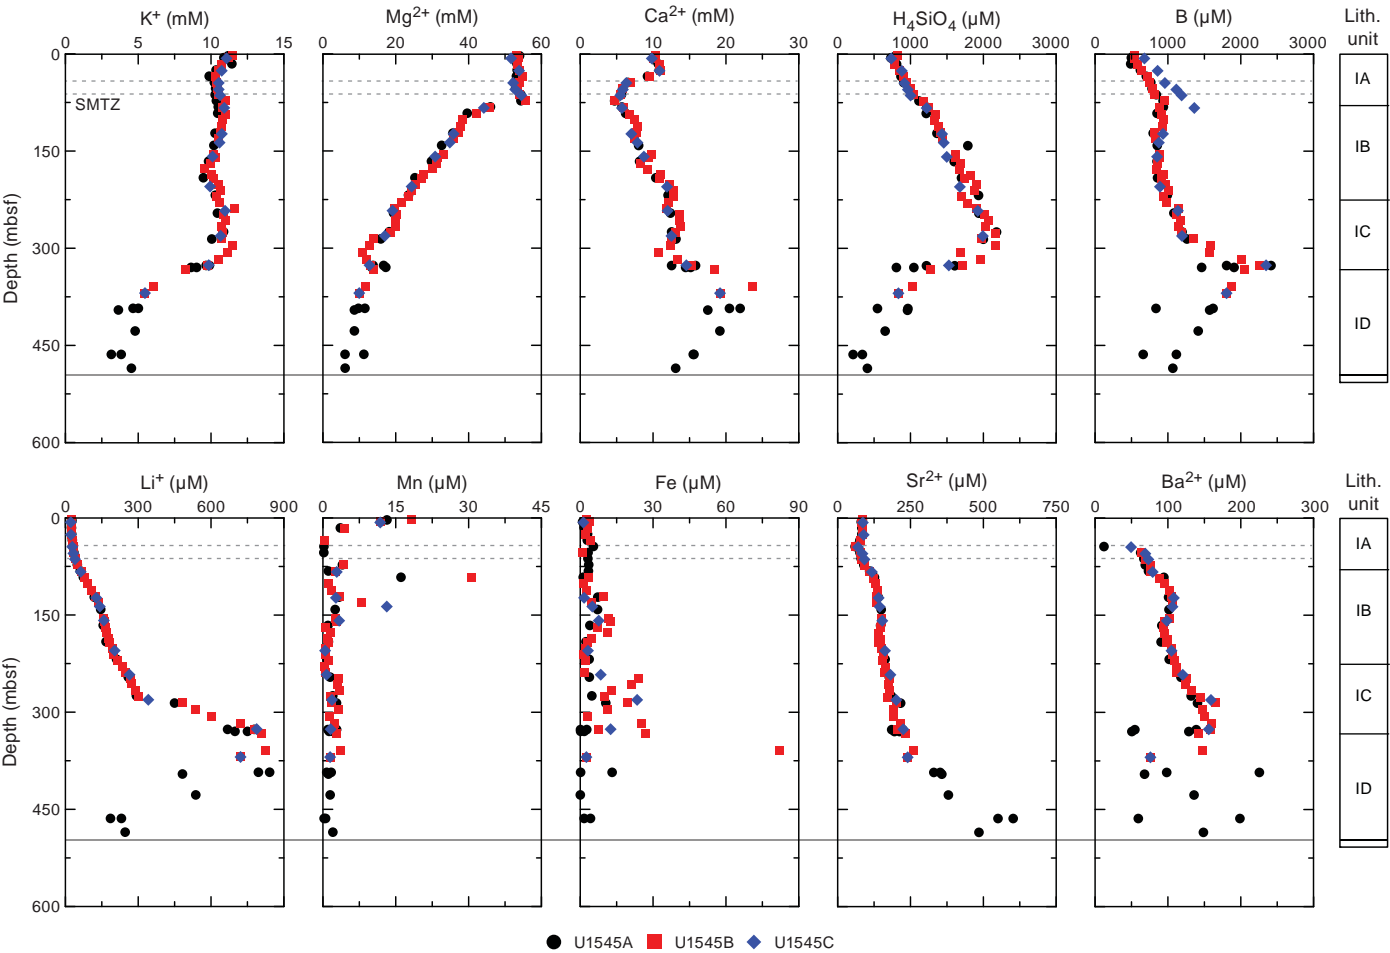 K⁺ (mM) Mg²⁺ (mM) Ca²⁺ (mM) H₄SiO₄ (µM) B (µM) Lith. unit
0 5 10 15 0 20 40 60 0 10 20 30 0 1000 2000 3000 0 1000 2000 3000
0
SMTZ
150
300
450
600
Depth (mbsf)
IA
IB
IC
ID
Li⁺ (µM) Mn (µM) Fe (µM) Sr²⁺ (µM) Ba²⁺ (µM) Lith. unit
0 300 600 900 0 15 30 45 0 30 60 90 0 250 500 750 0 100 200 300
0
150
300
450
600
Depth (mbsf)
IA
IB
IC
ID
U1545A U1545B U1545C